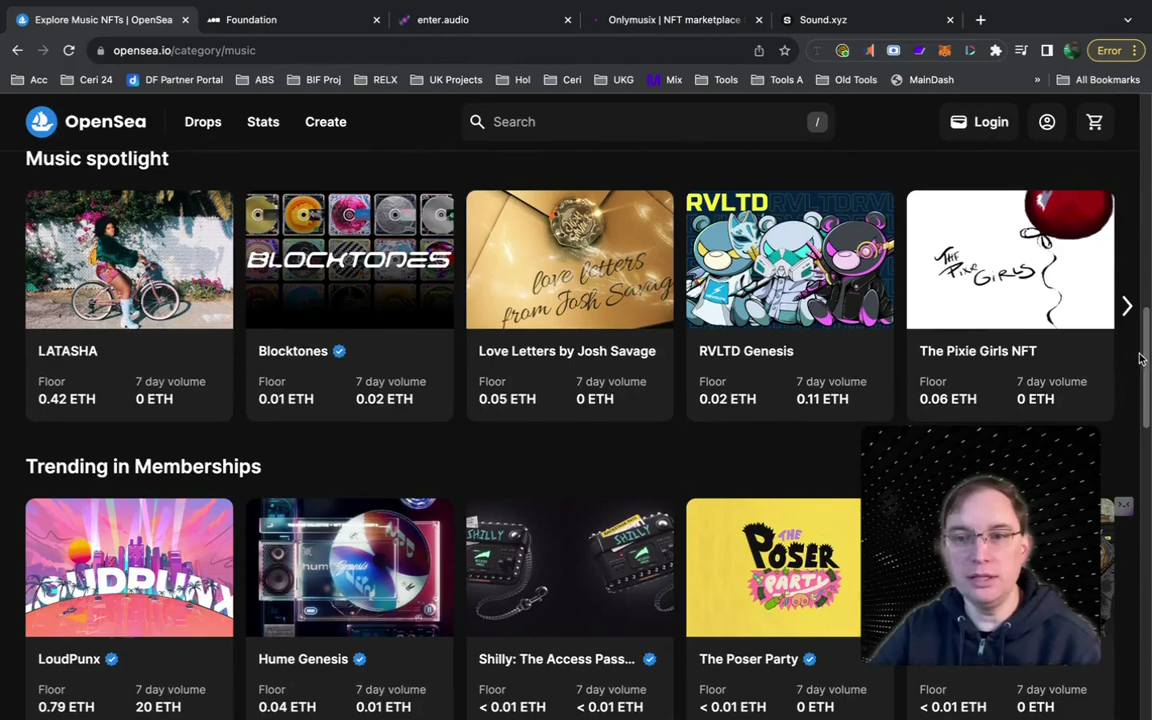 Explore Music NFTs | OpenSea
Foundation
enter.audio
Onlymusix | NFT marketplace
Sound.xyz
opensea.io/category/music
Error
Acc
Ceri 24
DF Partner Portal
ABS
BIF Proj
RELX
UK Projects
Hol
Ceri
UKG
Mix
Tools
Tools A
Old Tools
MainDash
»
All Bookmarks
OpenSea
Drops
Stats
Create
Search
/
Login
Music spotlight
BLOCKTONES
love letters
from Josh Savage
RVLTD
THE
Pixie GiRLS
LATASHA
Blocktones
Love Letters by Josh Savage
RVLTD Genesis
The Pixie Girls NFT
Floor 7 day volume
0.42 ETH 0 ETH
Floor 7 day volume
0.01 ETH 0.02 ETH
Floor 7 day volume
0.05 ETH 0 ETH
Floor 7 day volume
0.02 ETH 0.11 ETH
Floor 7 day volume
0.06 ETH 0 ETH
Trending in Memberships
UDPUNX
hume Genesis
SHILLY
SHILLY
THE
POSER
PARTY
LoudPunx
Hume Genesis
Shilly: The Access Pass...
The Poser Party
Floor 7 day volume
0.79 ETH 20 ETH
Floor 7 day volume
0.04 ETH 0.01 ETH
Floor 7 day volume
< 0.01 ETH < 0.01 ETH
Floor 7 day volume
< 0.01 ETH 0 ETH
Floor 7 day volume
< 0.01 ETH 0 ETH